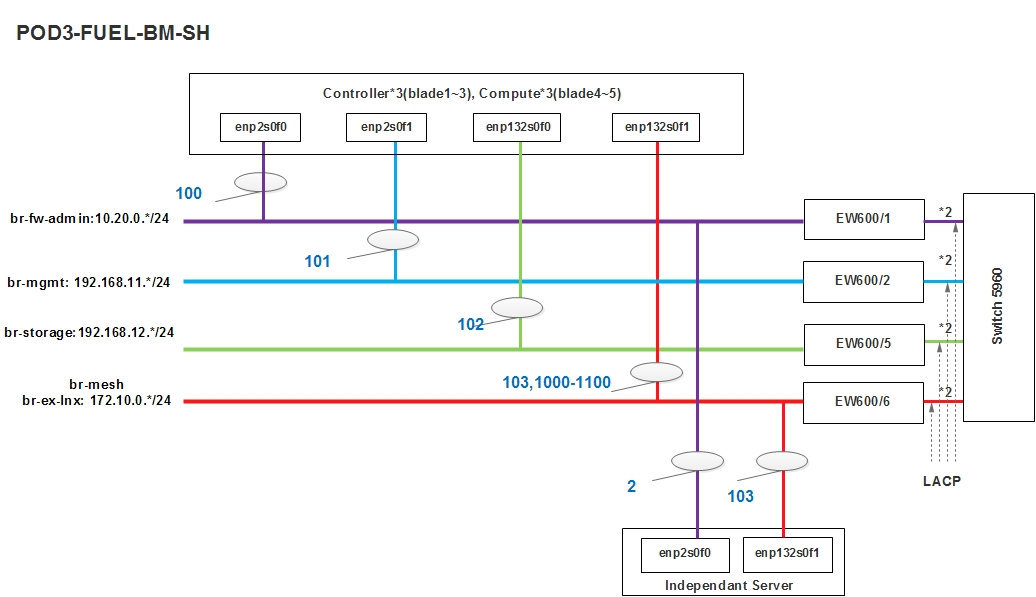 POD3-FUEL-BM-SH
Controller*3(blade1~3), Compute*3(blade4~5)
enp2s0f0
enp2s0f1
enp132s0f0
enp132s0f1
100
br-fw-admin:10.20.0.*/24
EW600/1
*2
101
br-mgmt: 192.168.11.*/24
EW600/2
*2
Switch 5960
102
br-storage:192.168.12.*/24
EW600/5
*2
103,1000-1100
br-mesh
br-ex-lnx: 172.10.0.*/24
EW600/6
*2
LACP
2
103
enp2s0f0
enp132s0f1
Independant Server